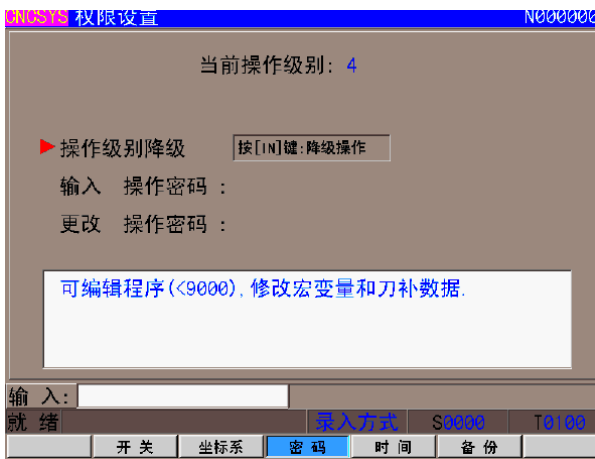 CNCSYS 权限设置 N000000
当前操作级别: 4
操作级别降级 按[IN]键:降级操作
输入 操作密码 :
更改 操作密码 :
可编辑程序(<9000), 修改宏变量和刀补数据.
输 入:
就 绪 录入方式 S0000 T0100
开 关 坐标系 密 码 时 间 备 份